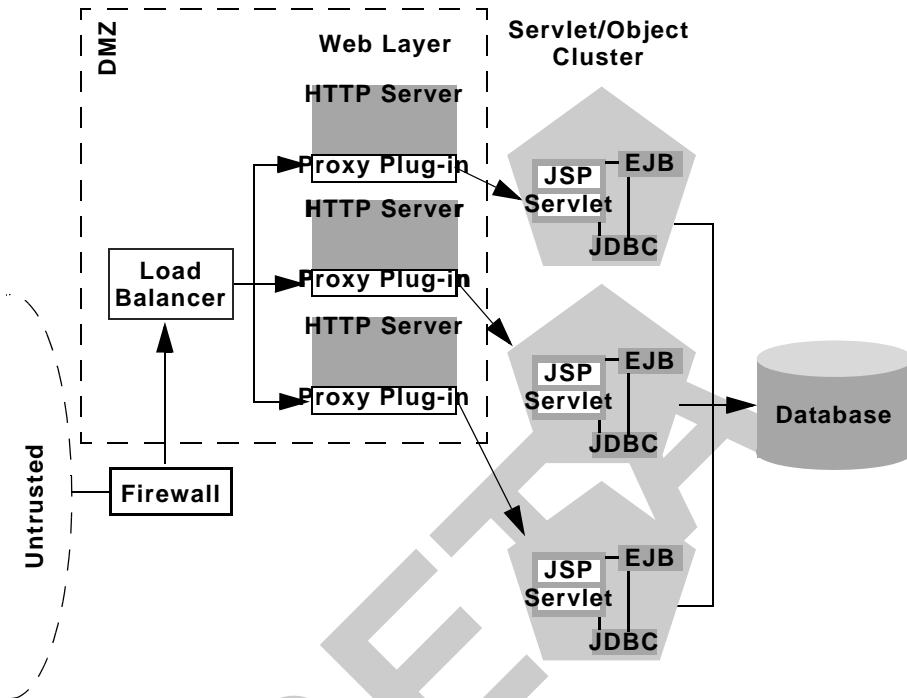 DMZ
Web Layer
Servlet/Object
Cluster
HTTP Server
Proxy Plug-in
HTTP Server
Proxy Plug-in
HTTP Server
Proxy Plug-in
Load
Balancer
Firewall
Untrusted
JSP
Servlet
EJB
JDBC
JSP
Servlet
EJB
JDBC
JSP
Servlet
EJB
JDBC
Database
BETA